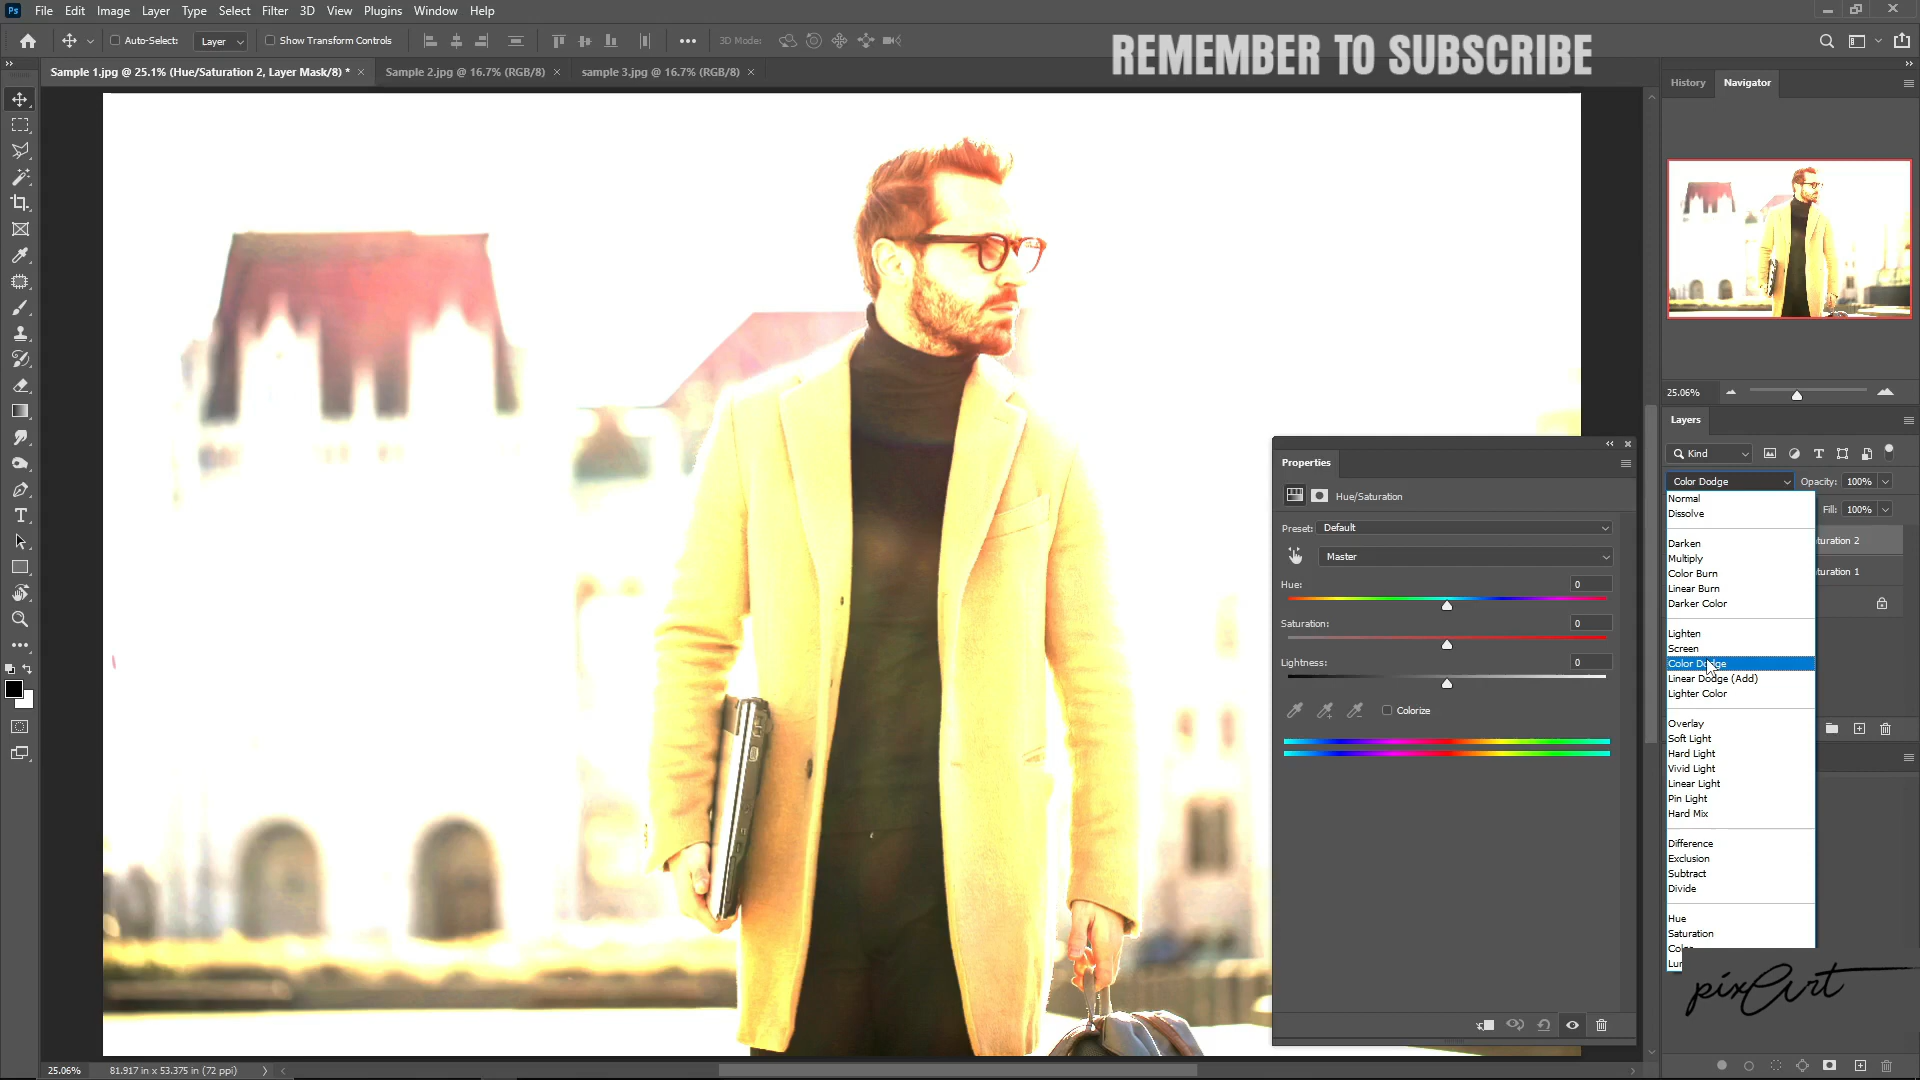 Ps File Edit Image Layer Type Select Filter 3D View Plugins Window Help
Auto-Select: Layer Show Transform Controls 3D Mode:
REMEMBER TO SUBSCRIBE
Sample 1.jpg @ 25.1% (Hue/Saturation 2, Layer Mask/8) * × Sample 2.jpg @ 16.7% (RGB/8) × sample 3.jpg @ 16.7% (RGB/8) ×
History Navigator
25.06%
Layers
Kind
Color Dodge Opacity: 100%
Fill: 100%
Normal
Dissolve
Darken
Multiply
Color Burn
Linear Burn
Darker Color
Lighten
Screen
Color Dodge
Linear Dodge (Add)
Lighter Color
Overlay
Soft Light
Hard Light
Vivid Light
Linear Light
Pin Light
Hard Mix
Difference
Exclusion
Subtract
Divide
Hue
Saturation
Color
Lu
turation 2
turation 1
Properties
Hue/Saturation
Preset: Default
Master
Hue: 0
Saturation: 0
Lightness: 0
Colorize
pixArt
25.06% 81.917 in x 53.375 in (72 ppi)